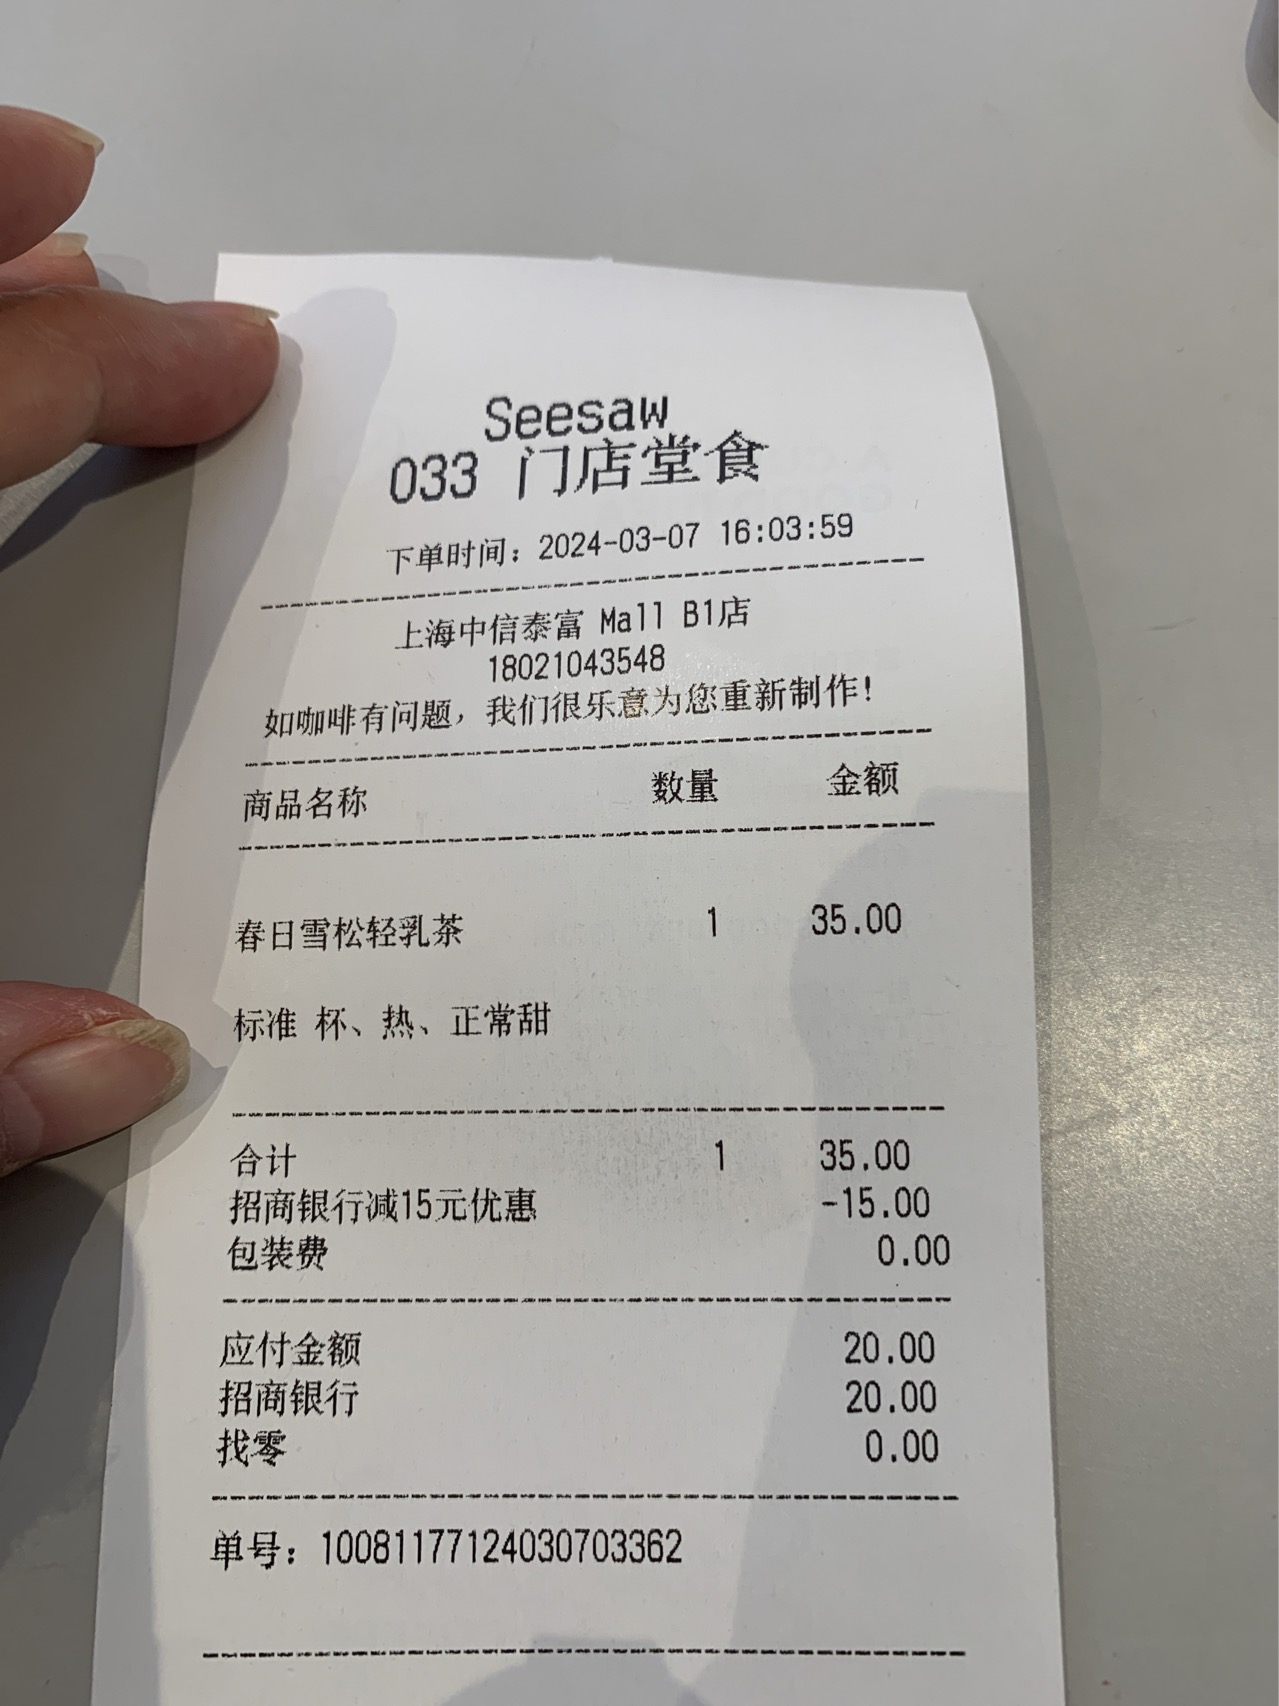 Seesaw
033 门店堂食
下单时间：2024-03-07 16:03:59
上海中信泰富 Mall B1店
18021043548
如咖啡有问题，我们很乐意为您重新制作！
商品名称 数量 金额
春日雪松轻乳茶 1 35.00
标准 杯、热、正常甜
合计 1 35.00
招商银行减15元优惠 -15.00
包装费 0.00
应付金额 20.00
招商银行 20.00
找零 0.00
单号：10081177124030703362